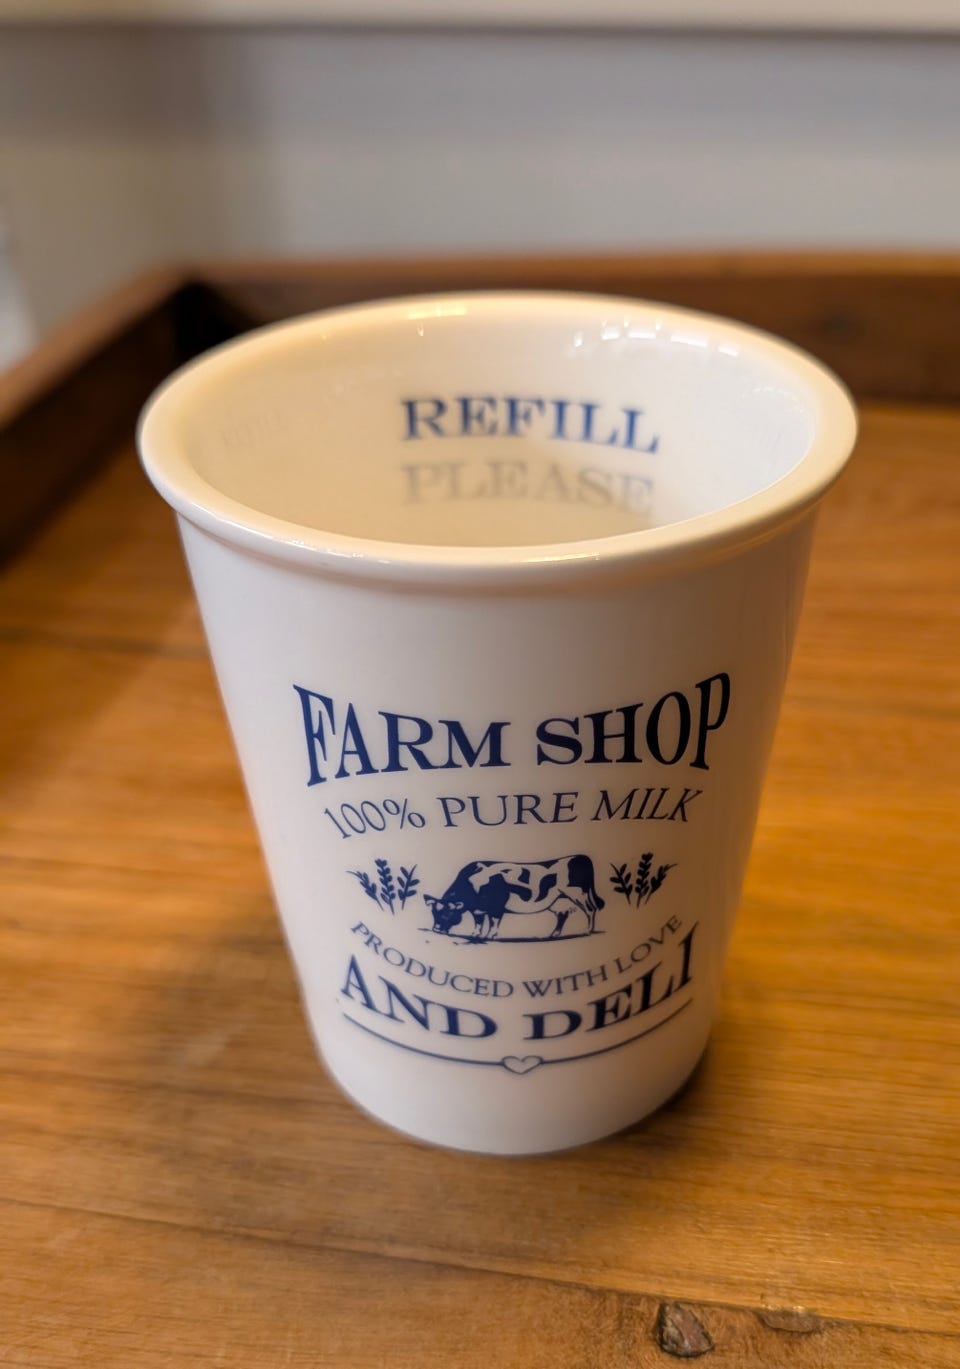 REFILL
PLEASE
FARM SHOP
100% PURE MILK
PRODUCED WITH LOVE
AND DELI